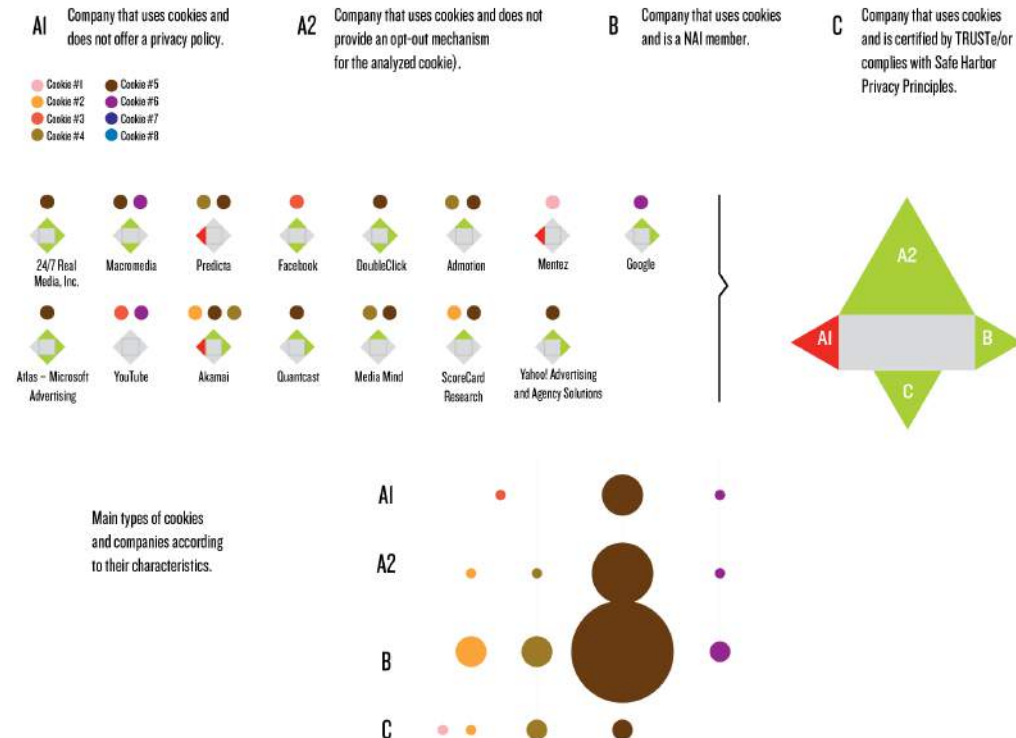 A1
Company that uses cookies and
does not offer a privacy policy.
A2
Company that uses cookies and does not
provide an opt-out mechanism
for the analyzed cookie).
B
Company that uses cookies
and is a NAI member.
C
Company that uses cookies
and is certified by TRUSTe/or
complies with Safe Harbor
Privacy Principles.
Cookie #1
Cookie #2
Cookie #3
Cookie #4
Cookie #5
Cookie #6
Cookie #7
Cookie #8
24/7 Real
Media, Inc.
Macromedia
Predicta
Facebook
DoubleClick
Admotion
Mentez
Google
Atlas – Microsoft
Advertising
YouTube
Akamai
Quantcast
Media Mind
ScoreCard
Research
Yahoo! Advertising
and Agency Solutions
A2
A1
B
C
Main types of cookies
and companies according
to their characteristics.
A1
A2
B
C